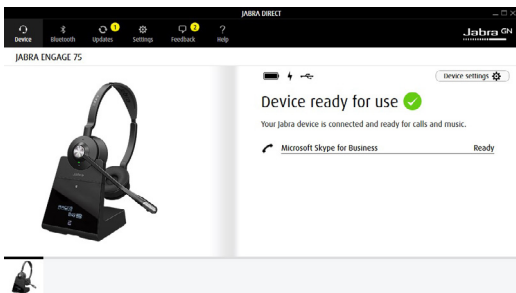 JABRA DIRECT
Device
Bluetooth
Updates
1
Settings
Feedback
2
Help
Jabra GN
JABRA ENGAGE 75
Device settings
Device ready for use
Your Jabra device is connected and ready for calls and music.
Microsoft Skype for Business Ready